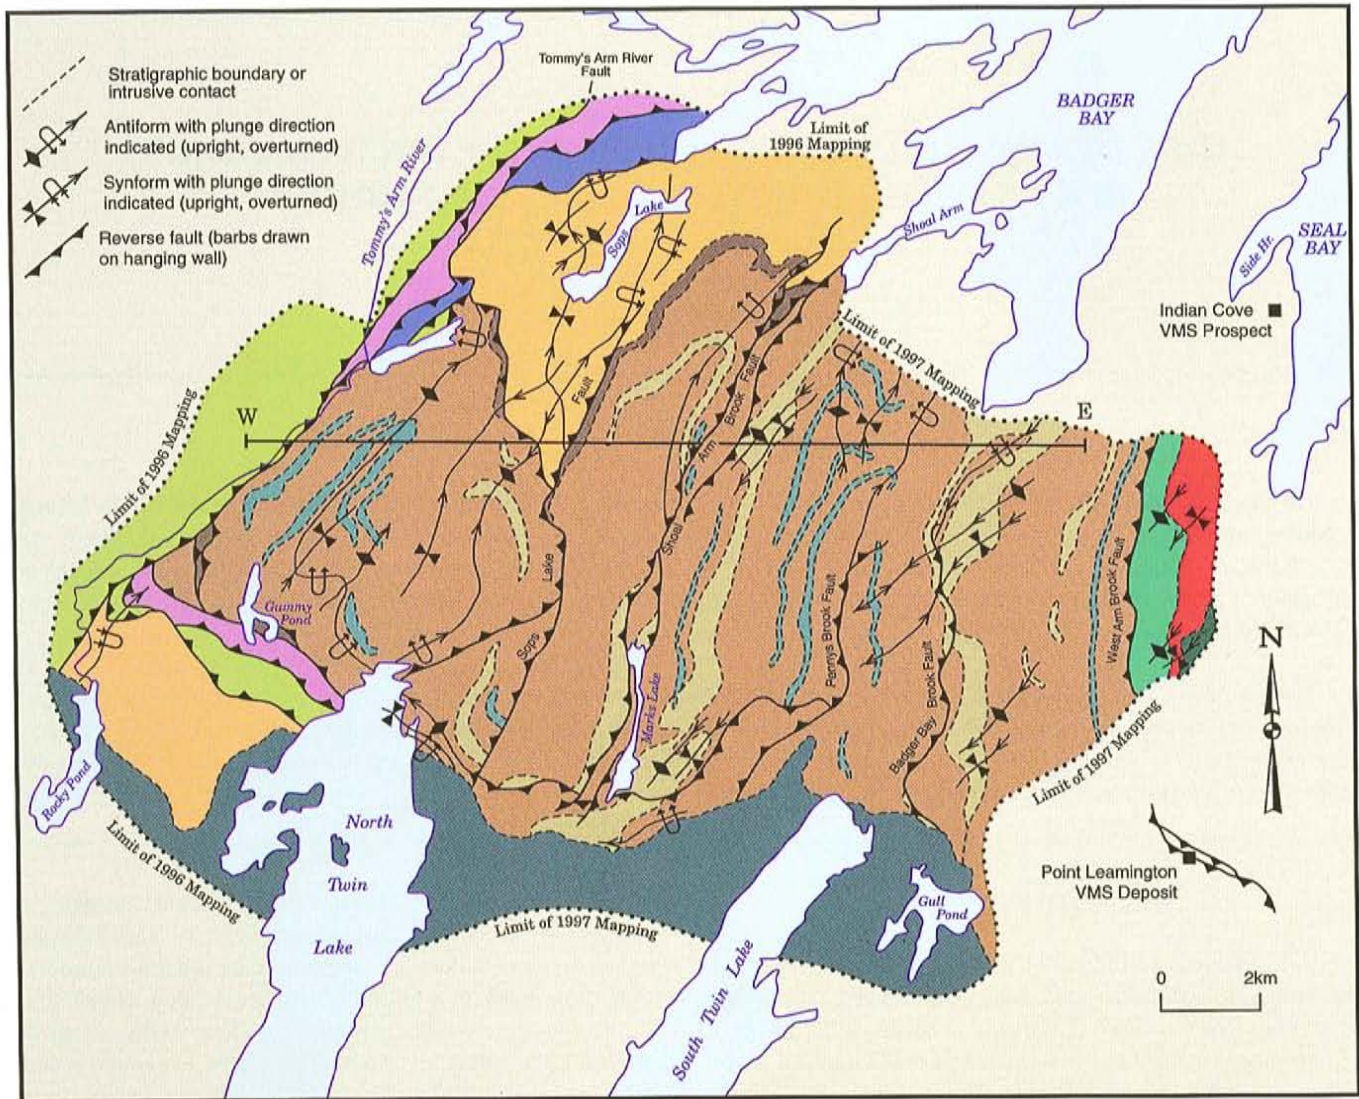 Stratigraphic boundary or
intrusive contact
Antiform with plunge direction
indicated (upright, overturned)
Synform with plunge direction
indicated (upright, overturned)
Reverse fault (barbs drawn
on hanging wall)
Tommy's Arm River
Fault
Tommy's Arm River
Limit of
1996 Mapping
BADGER
BAY
Shoal Arm
Side Hr.
SEAL
BAY
Indian Cove
VMS Prospect
Sops Lake
Limit of 1997 Mapping
Limit of 1996 Mapping
W
E
Sops Lake Fault
Shoal Arm Brook Fault
Pennys Brook Fault
Badger Bay Brook Fault
West Arm Brook Fault
Gummy
Pond
Marks Lake
Rocky Pond
N
Limit of 1997 Mapping
Limit of 1996 Mapping
North
Twin
Lake
Limit of 1997 Mapping
South Twin Lake
Gull
Pond
Point Leamington
VMS Deposit
0 2km